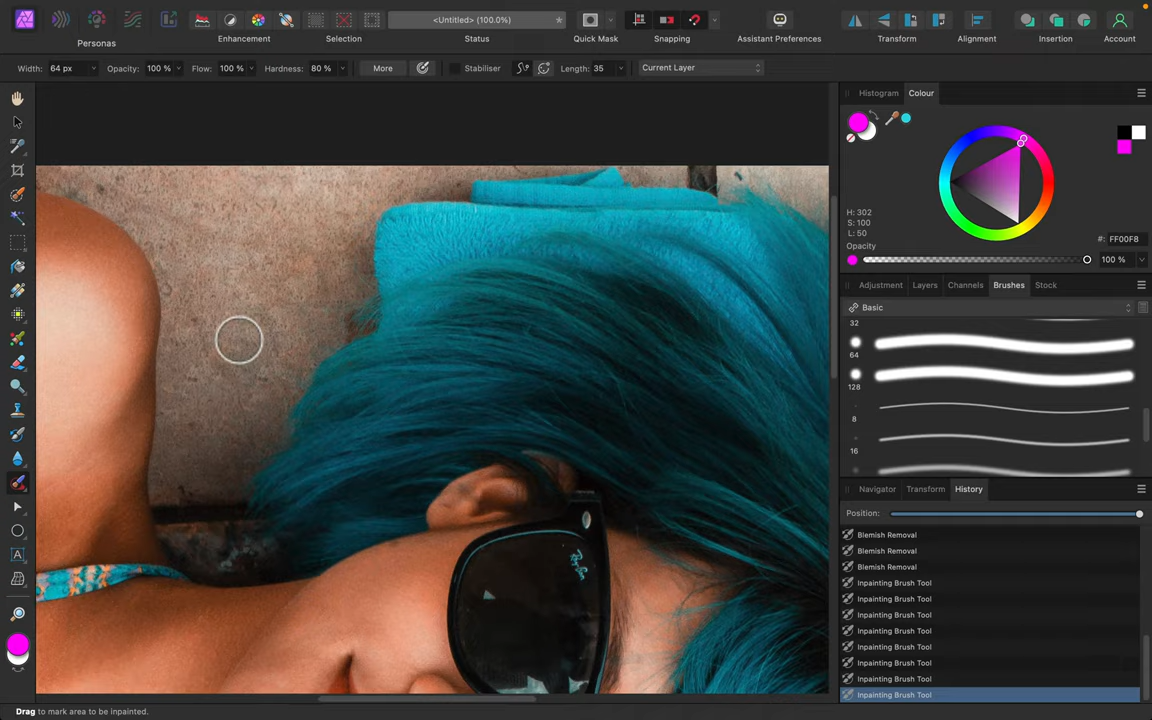 <Untitled> (100.0%)
Personas
Enhancement
Selection
Status
Quick Mask
Snapping
Assistant Preferences
Transform
Alignment
Insertion
Account
Width: 64 px Opacity: 100 % Flow: 100 % Hardness: 80 % More Stabiliser Length: 35 Current Layer
Histogram Colour
H: 302
S: 100
L: 50
#: FF00F8
Opacity
100 %
Adjustment Layers Channels Brushes Stock
Basic
32
64
128
8
16
Navigator Transform History
Position:
Blemish Removal
Blemish Removal
Blemish Removal
Inpainting Brush Tool
Inpainting Brush Tool
Inpainting Brush Tool
Inpainting Brush Tool
Inpainting Brush Tool
Inpainting Brush Tool
Inpainting Brush Tool
Inpainting Brush Tool
Drag to mark area to be inpainted.